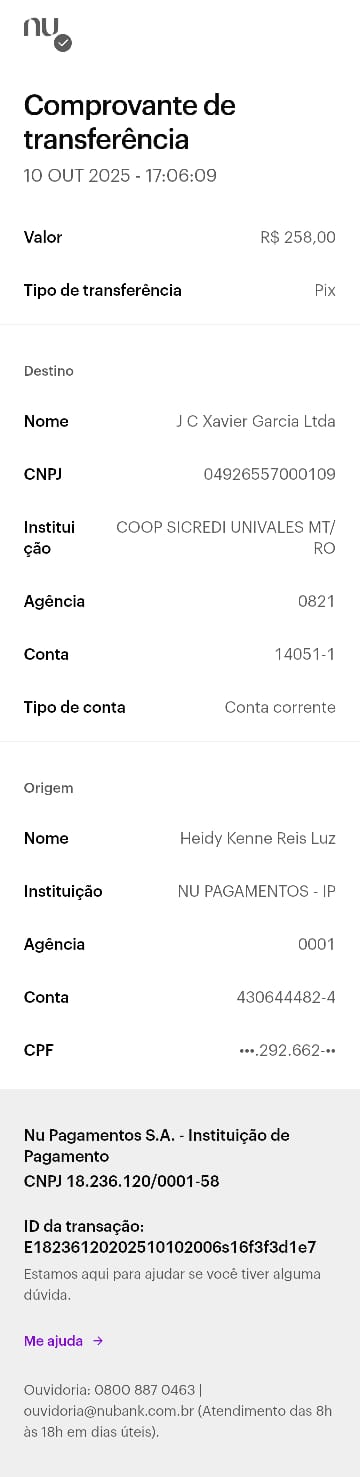 nu
Comprovante de
transferência
10 OUT 2025 - 17:06:09
Valor R$ 258,00
Tipo de transferência Pix
Destino
Nome J C Xavier Garcia Ltda
CNPJ 04926557000109
Institui COOP SICREDI UNIVALES MT/
ção RO
Agência 0821
Conta 14051-1
Tipo de conta Conta corrente
Origem
Nome Heidy Kenne Reis Luz
Instituição NU PAGAMENTOS - IP
Agência 0001
Conta 430644482-4
CPF •••.292.662-••
Nu Pagamentos S.A. - Instituição de
Pagamento
CNPJ 18.236.120/0001-58
ID da transação:
E18236120202510102006s16f3f3d1e7
Estamos aqui para ajudar se você tiver alguma
dúvida.
Me ajuda →
Ouvidoria: 0800 887 0463 |
ouvidoria@nubank.com.br (Atendimento das 8h
às 18h em dias úteis).